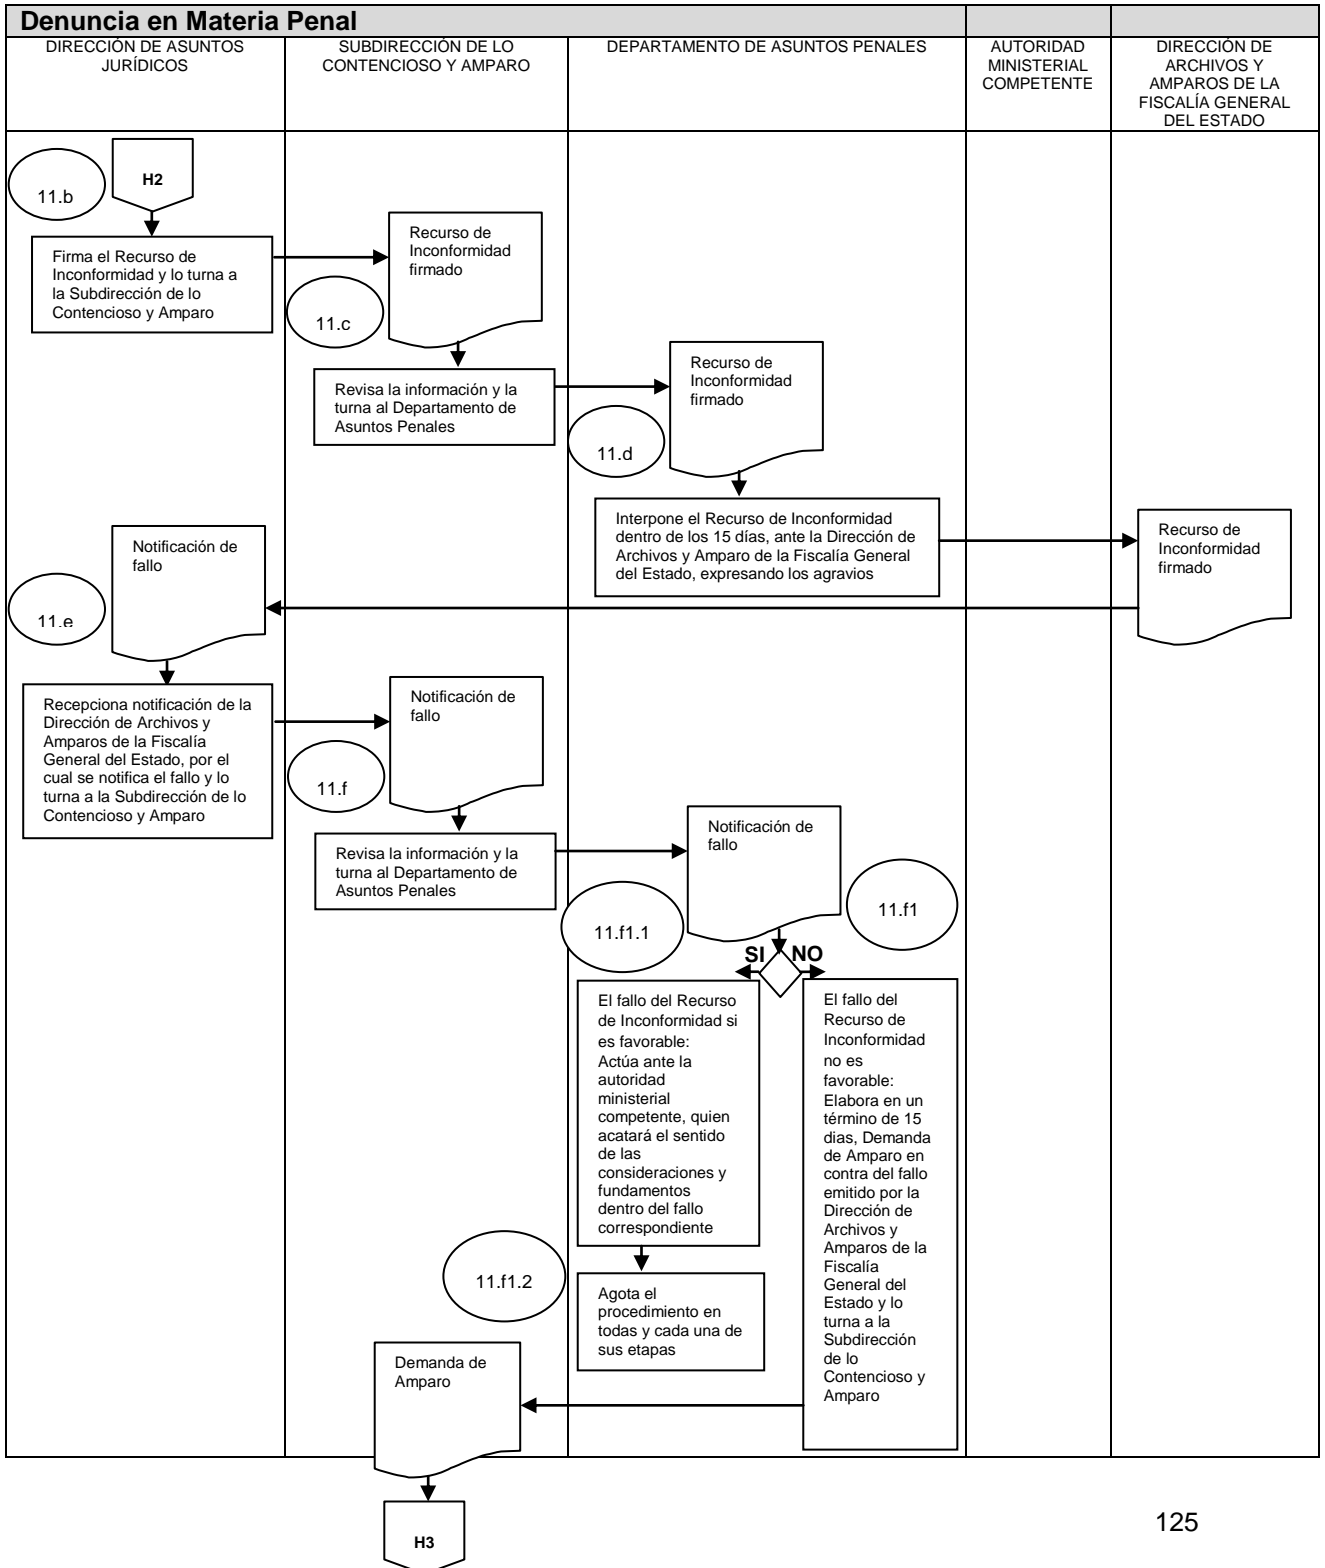 Denuncia en Materia Penal
DIRECCIÓN DE ASUNTOS
JURÍDICOS
SUBDIRECCIÓN DE LO
CONTENCIOSO Y AMPARO
DEPARTAMENTO DE ASUNTOS PENALES
AUTORIDAD
MINISTERIAL
COMPETENTE
DIRECCIÓN DE
ARCHIVOS Y
AMPAROS DE LA
FISCALÍA GENERAL
DEL ESTADO
11.b
H2
Firma el Recurso de
Inconformidad y lo turna a
la Subdirección de lo
Contencioso y Amparo
11.c
Recurso de
Inconformidad
firmado
Revisa la información y la
turna al Departamento de
Asuntos Penales
11.d
Recurso de
Inconformidad
firmado
Interpone el Recurso de Inconformidad
dentro de los 15 días, ante la Dirección de
Archivos y Amparo de la Fiscalía General
del Estado, expresando los agravios
Recurso de
Inconformidad
firmado
Notificación de
fallo
11.e
Recepciona notificación de la
Dirección de Archivos y
Amparos de la Fiscalía
General del Estado, por el
cual se notifica el fallo y lo
turna a la Subdirección de lo
Contencioso y Amparo
11.f
Notificación de
fallo
Revisa la información y la
turna al Departamento de
Asuntos Penales
Notificación de
fallo
11.f1
11.f1.1
SI
NO
El fallo del Recurso
de Inconformidad si
es favorable:
Actúa ante la
autoridad
ministerial
competente, quien
acatará el sentido
de las
consideraciones y
fundamentos
dentro del fallo
correspondiente
El fallo del
Recurso de
Inconformidad
no es
favorable:
Elabora en un
término de 15
dias, Demanda
de Amparo en
contra del fallo
emitido por la
Dirección de
Archivos y
Amparos de la
Fiscalía
General del
Estado y lo
turna a la
Subdirección
de lo
Contencioso y
Amparo
11.f1.2
Agota el
procedimiento en
todas y cada una de
sus etapas
Demanda de
Amparo
H3
125